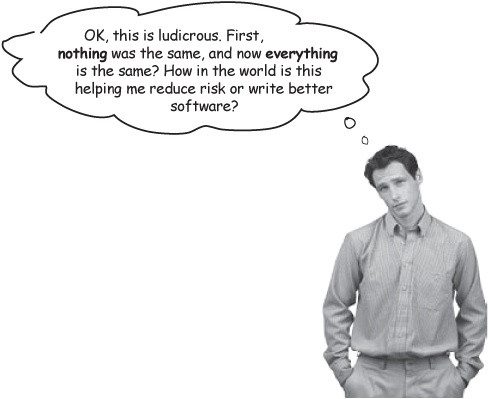 OK, this is ludicrous. First,
nothing was the same, and now everything
is the same? How in the world is this
helping me reduce risk or write better
software?